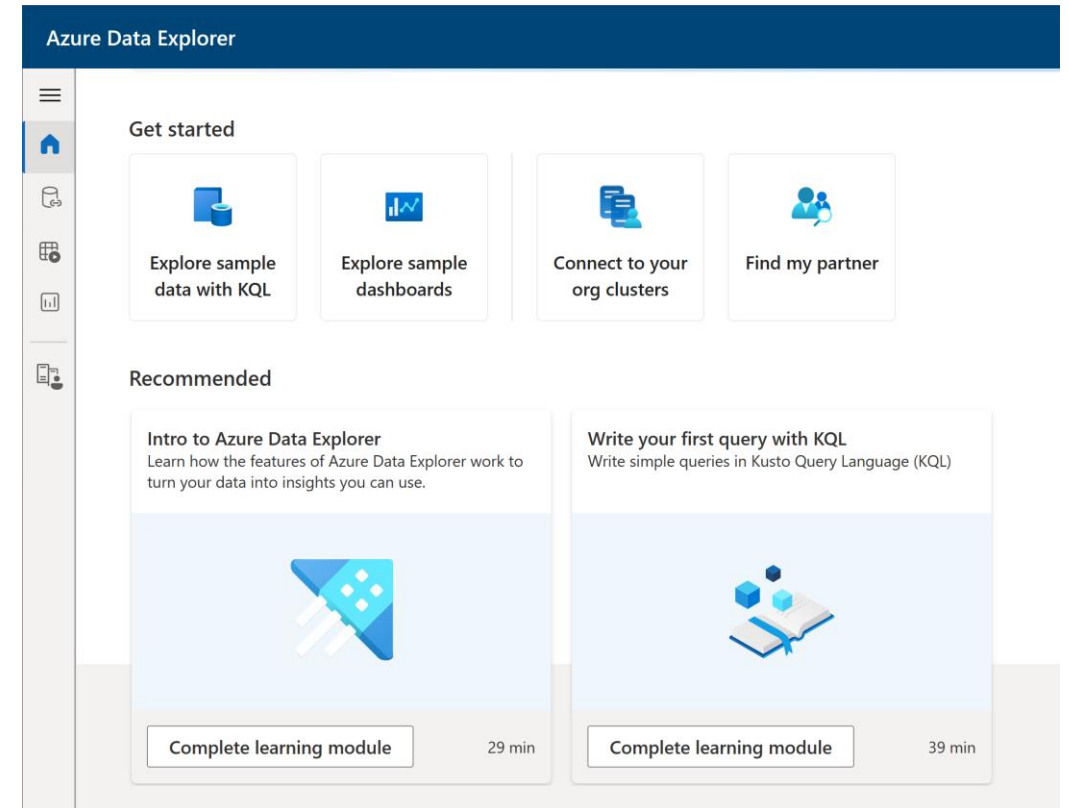 Azure Data Explorer
Get started
Explore sample
data with KQL
Explore sample
dashboards
Connect to your
org clusters
Find my partner
Recommended
Intro to Azure Data Explorer
Learn how the features of Azure Data Explorer work to
turn your data into insights you can use.
Complete learning module
29 min
Write your first query with KQL
Write simple queries in Kusto Query Language (KQL)
Complete learning module
39 min